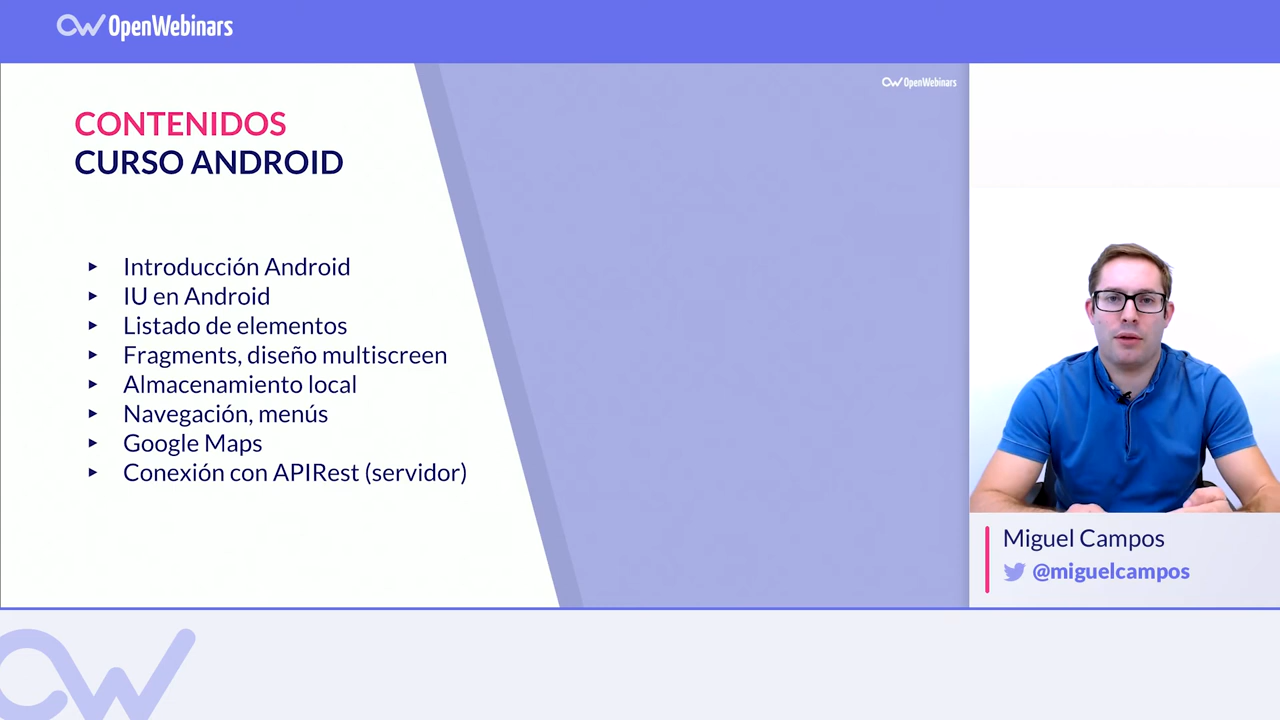 OpenWebinars
OpenWebinars
CONTENIDOS
CURSO ANDROID
▸ Introducción Android
▸ IU en Android
▸ Listado de elementos
▸ Fragments, diseño multiscreen
▸ Almacenamiento local
▸ Navegación, menús
▸ Google Maps
▸ Conexión con APIRest (servidor)
Miguel Campos
@miguelcampos